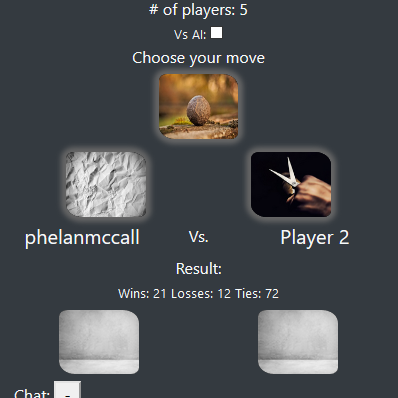 # of players: 5
Vs AI:
Choose your move
phelanmccall Vs. Player 2
Result:
Wins: 21 Losses: 12 Ties: 72
Chat: -